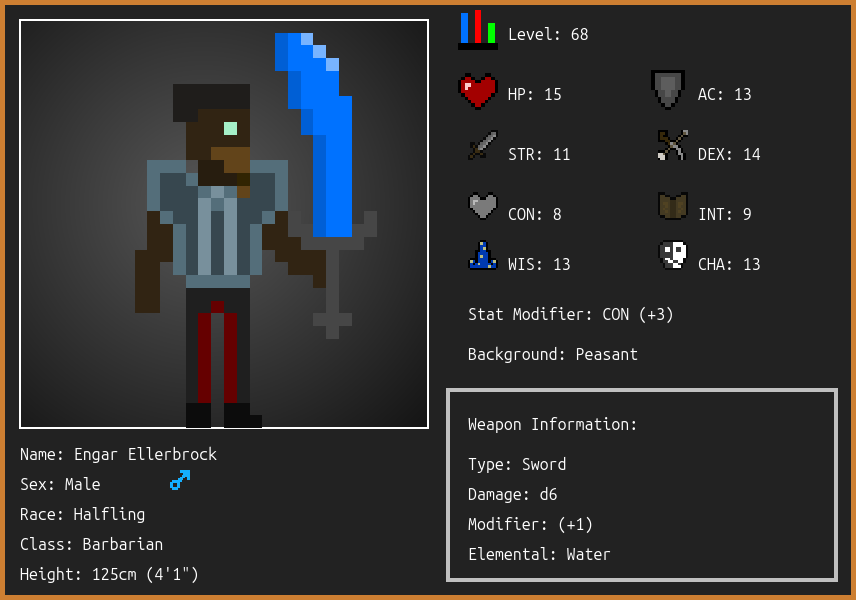 Level: 68
HP: 15
AC: 13
STR: 11
DEX: 14
CON: 8
INT: 9
WIS: 13
CHA: 13
Stat Modifier: CON (+3)
Background: Peasant
Weapon Information:
Type: Sword
Damage: d6
Modifier: (+1)
Elemental: Water
Name: Engar Ellerbrock
Sex: Male
Race: Halfling
Class: Barbarian
Height: 125cm (4'1")